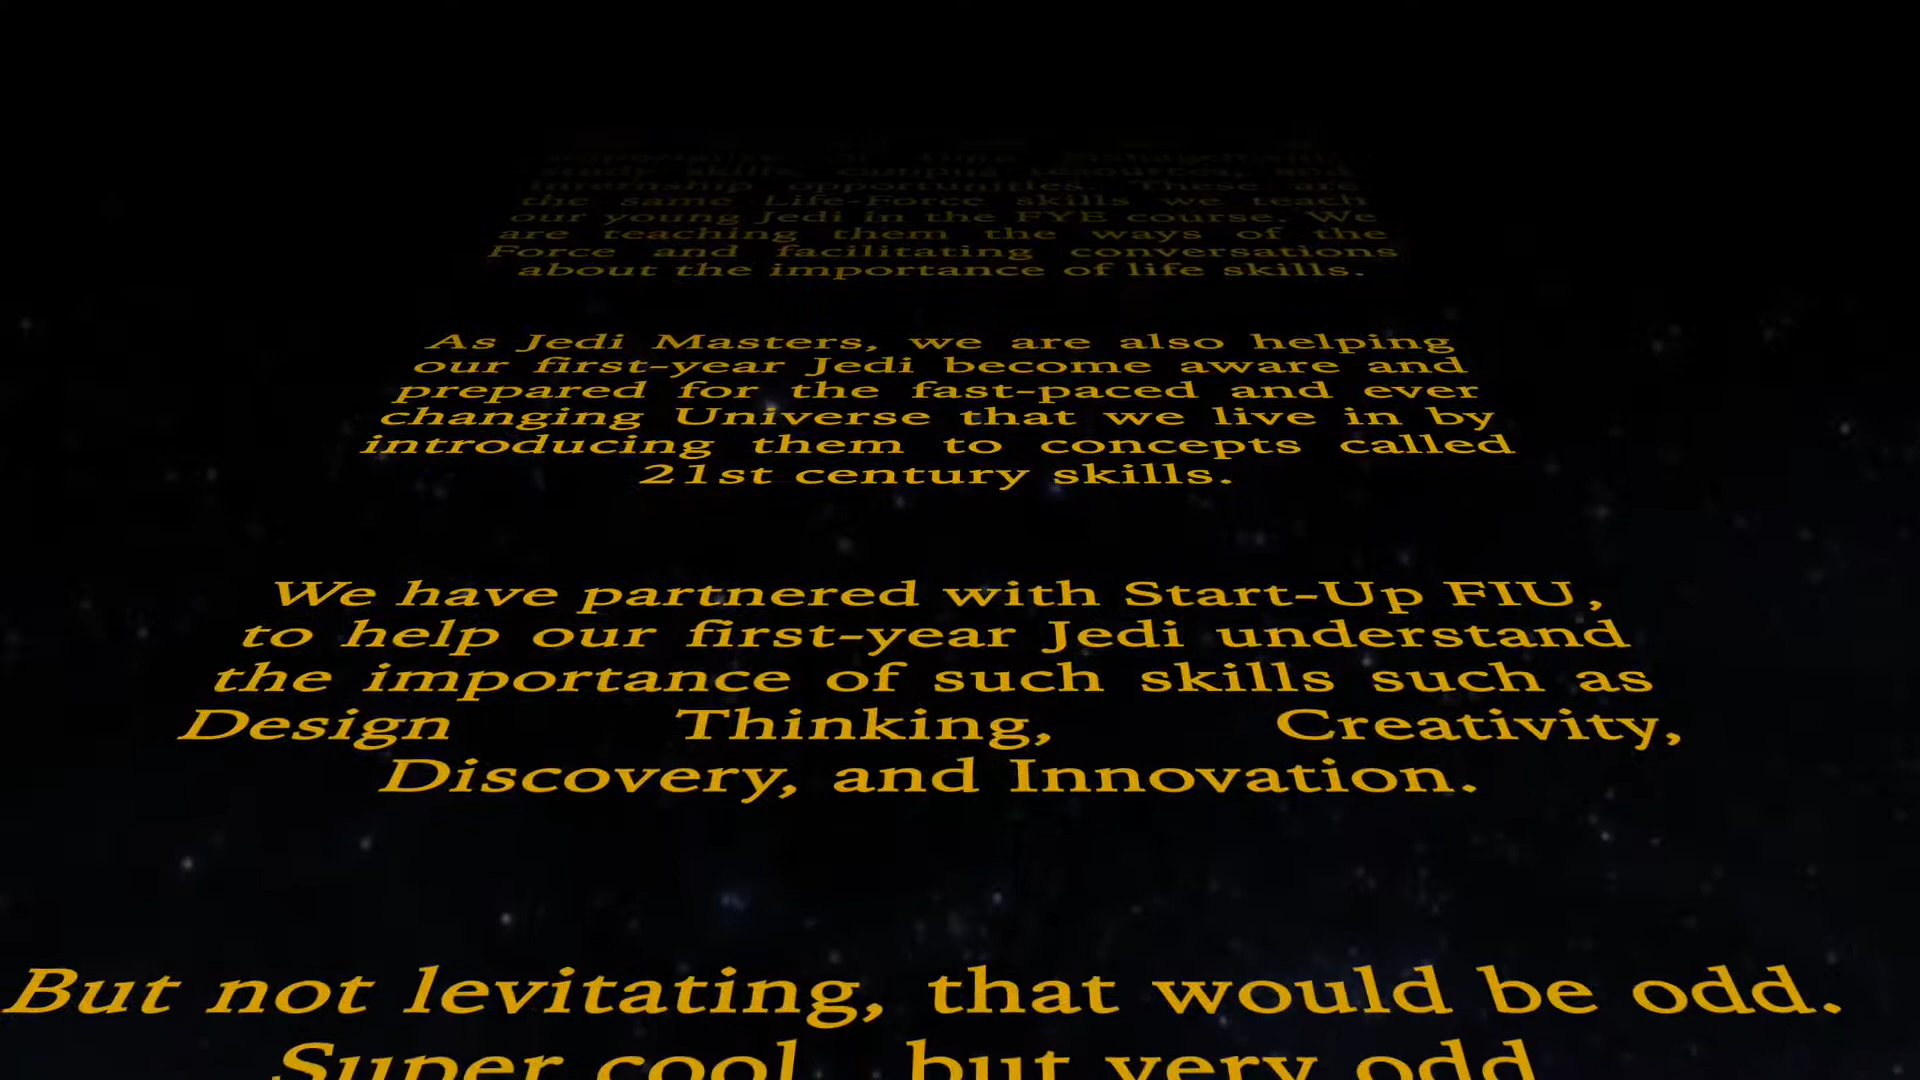 study skills, campus resources, and
internship opportunities. These are
the same Life-Force skills we teach
our young Jedi in the FYE course. We
are teaching them the ways of the
Force and facilitating conversations
about the importance of life skills.
As Jedi Masters, we are also helping
our first-year Jedi become aware and
prepared for the fast-paced and ever
changing Universe that we live in by
introducing them to concepts called
21st century skills.
We have partnered with Start-Up FIU,
to help our first-year Jedi understand
the importance of such skills such as
Design Thinking, Creativity,
Discovery, and Innovation.
But not levitating, that would be odd.
Super cool, but very odd